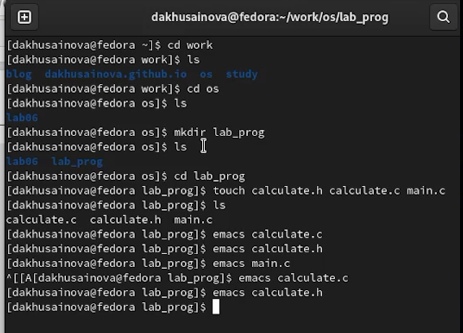 dakhusainova@fedora:~/work/os/lab_prog
[dakhusainova@fedora ~]$ cd work
[dakhusainova@fedora work]$ ls
blog dakhusainova.github.io os study
[dakhusainova@fedora work]$ cd os
[dakhusainova@fedora os]$ ls
lab06
[dakhusainova@fedora os]$ mkdir lab_prog
[dakhusainova@fedora os]$ ls
lab06 lab_prog
[dakhusainova@fedora os]$ cd lab_prog
[dakhusainova@fedora lab_prog]$ touch calculate.h calculate.c main.c
[dakhusainova@fedora lab_prog]$ ls
calculate.c calculate.h main.c
[dakhusainova@fedora lab_prog]$ emacs calculate.c
[dakhusainova@fedora lab_prog]$ emacs calculate.h
[dakhusainova@fedora lab_prog]$ emacs main.c
^[[A[dakhusainova@fedora lab_prog]$ emacs calculate.c
[dakhusainova@fedora lab_prog]$ emacs calculate.h
[dakhusainova@fedora lab_prog]$